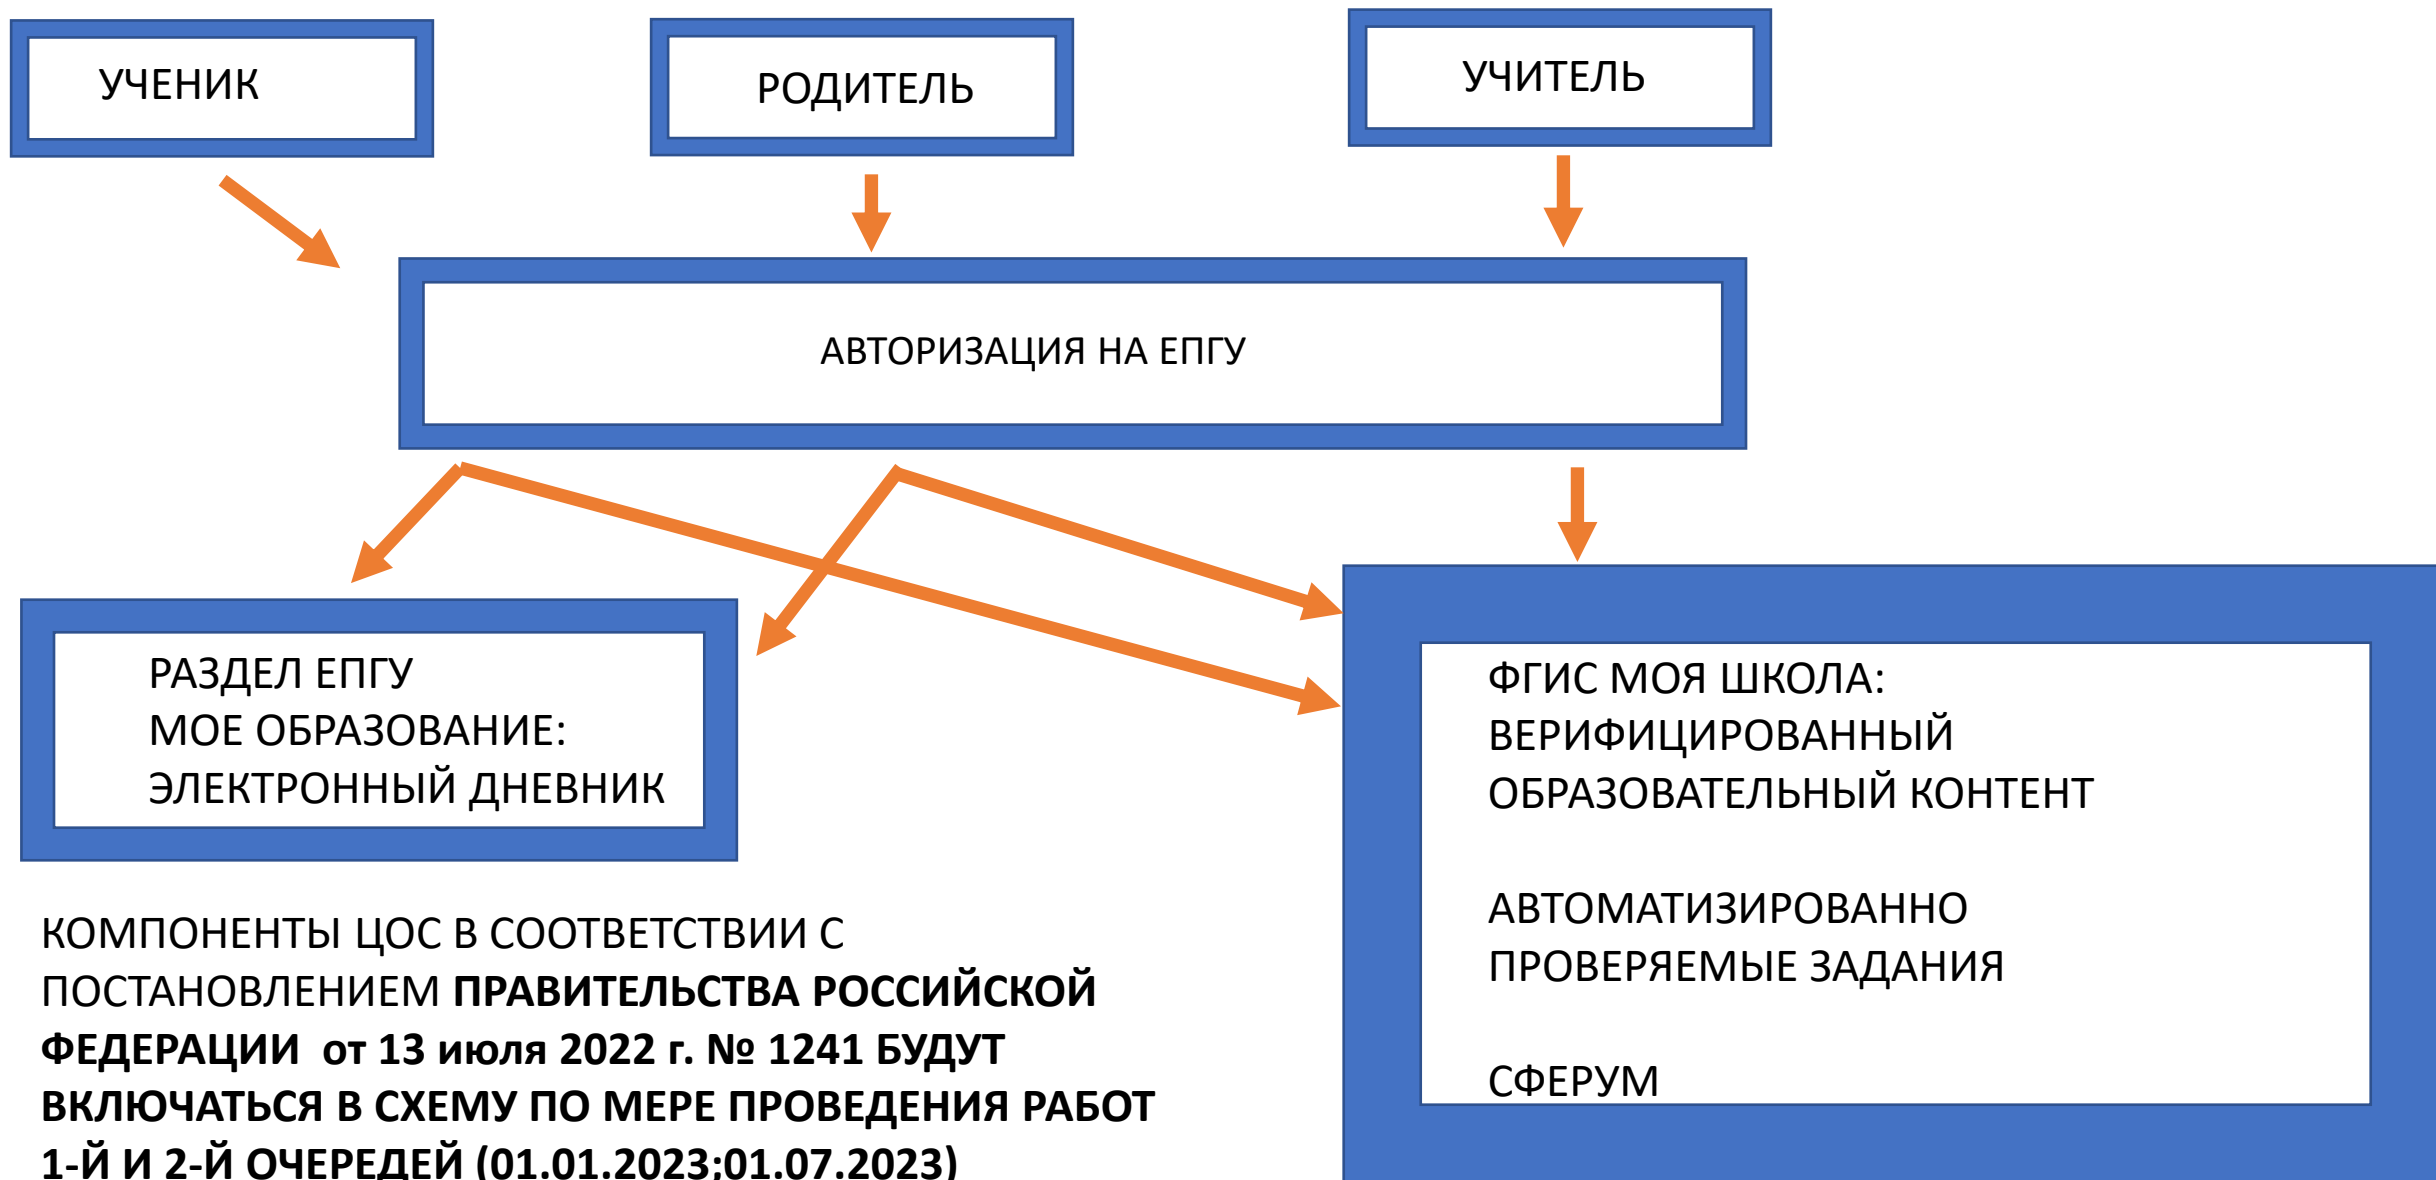 УЧЕНИК
РОДИТЕЛЬ
УЧИТЕЛЬ
АВТОРИЗАЦИЯ НА ЕПГУ
РАЗДЕЛ ЕПГУ
МОЕ ОБРАЗОВАНИЕ:
ЭЛЕКТРОННЫЙ ДНЕВНИК
ФГИС МОЯ ШКОЛА:
ВЕРИФИЦИРОВАННЫЙ
ОБРАЗОВАТЕЛЬНЫЙ КОНТЕНТ
АВТОМАТИЗИРОВАННО
ПРОВЕРЯЕМЫЕ ЗАДАНИЯ
СФЕРУМ
КОМПОНЕНТЫ ЦОС В СООТВЕТСТВИИ С
ПОСТАНОВЛЕНИЕМ ПРАВИТЕЛЬСТВА РОССИЙСКОЙ
ФЕДЕРАЦИИ от 13 июля 2022 г. № 1241 БУДУТ
ВКЛЮЧАТЬСЯ В СХЕМУ ПО МЕРЕ ПРОВЕДЕНИЯ РАБОТ
1-Й И 2-Й ОЧЕРЕДЕЙ (01.01.2023;01.07.2023)